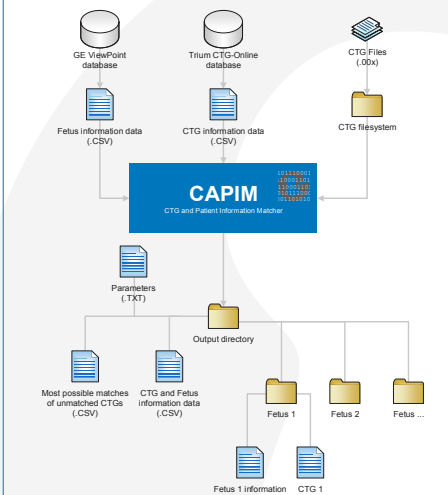 GE ViewPoint
database
Trium CTG-Online
database
CTG Files
(.00x)
Fetus information data
(.CSV)
CTG information data
(.CSV)
CTG filesystem
CAPIM
CTG and Patient Information Matcher
Parameters
(.TXT)
Output directory
Most possible matches
of unmatched CTGs
(.CSV)
CTG and Fetus
information data
(.CSV)
Fetus 1
Fetus 2
Fetus ...
Fetus 1 information
CTG 1